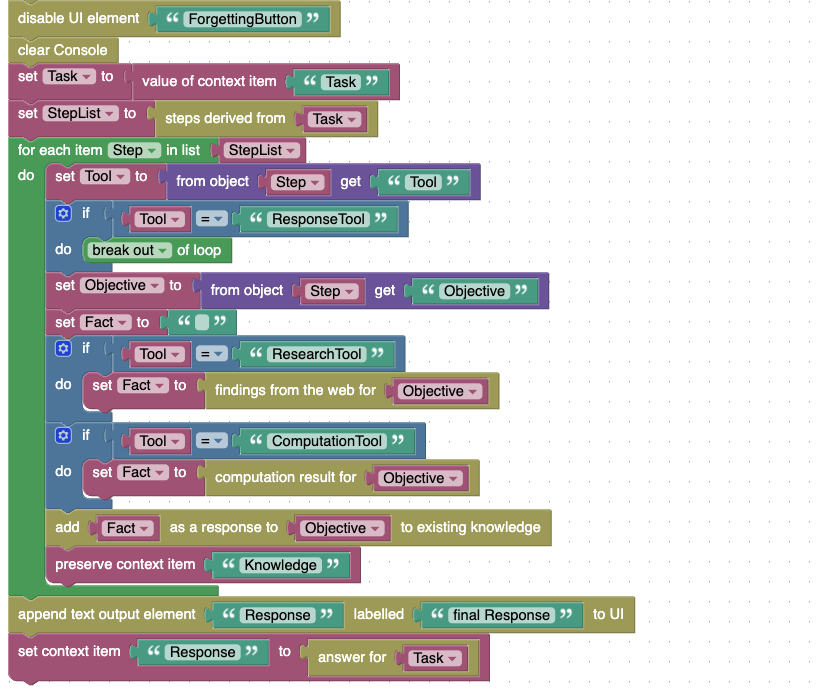 disable UI element “ ForgettingButton ”
clear Console
set Task to value of context item “ Task ”
set StepList to steps derived from Task
for each item Step in list StepList
do set Tool to from object Step get “ Tool ”
if Tool = “ ResponseTool ”
do break out of loop
set Objective to from object Step get “ Objective ”
set Fact to “ ”
if Tool = “ ResearchTool ”
do set Fact to findings from the web for Objective
if Tool = “ ComputationTool ”
do set Fact to computation result for Objective
add Fact as a response to Objective to existing knowledge
preserve context item “ Knowledge ”
append text output element “ Response ” labelled “ final Response ” to UI
set context item “ Response ” to answer for Task